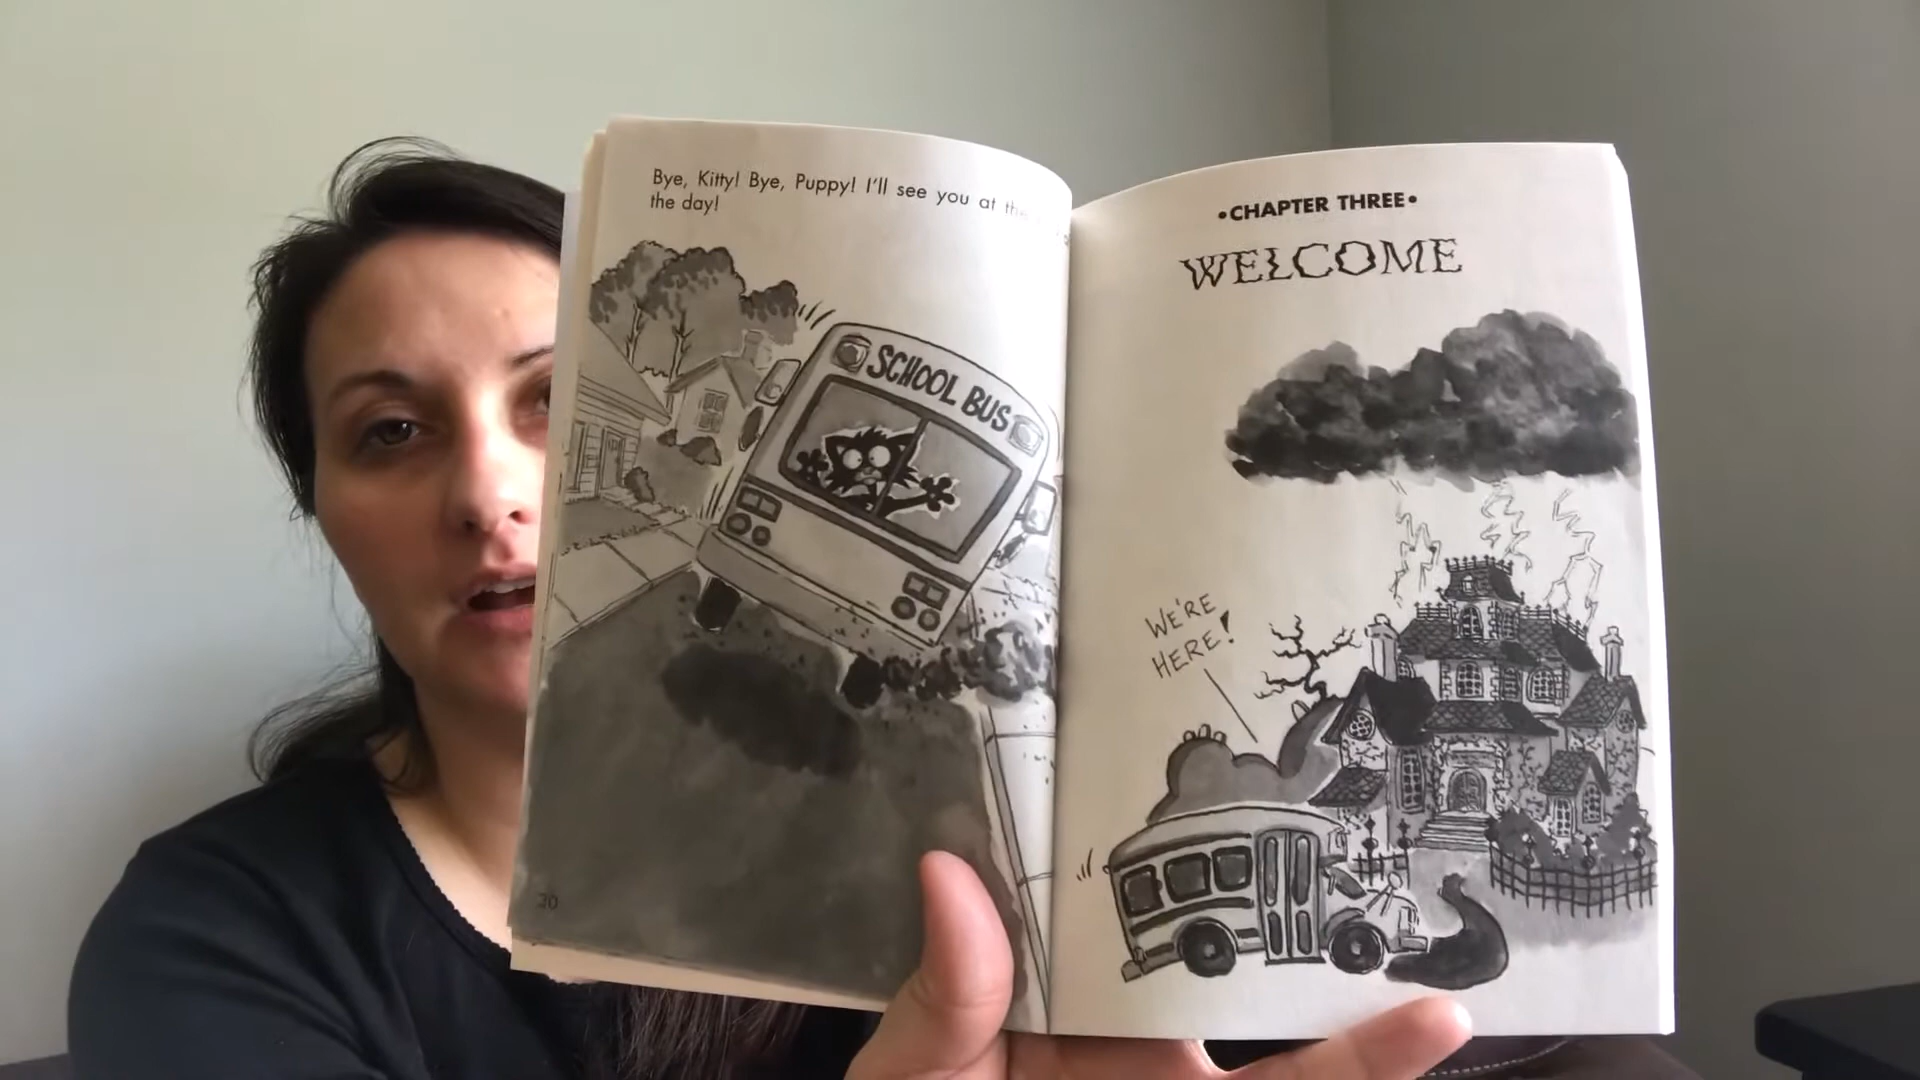 Bye, Kitty! Bye, Puppy! I'll see you at the
the day!
SCHOOL BUS
20
•CHAPTER THREE•
WELCOME
WE'RE
HERE!